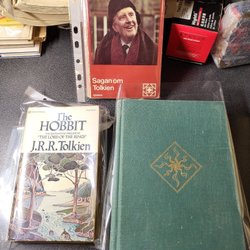 Sagan om
Tolkien
The
HOBBIT
"THE LORD OF THE RINGS"
J.R.R.Tolkien